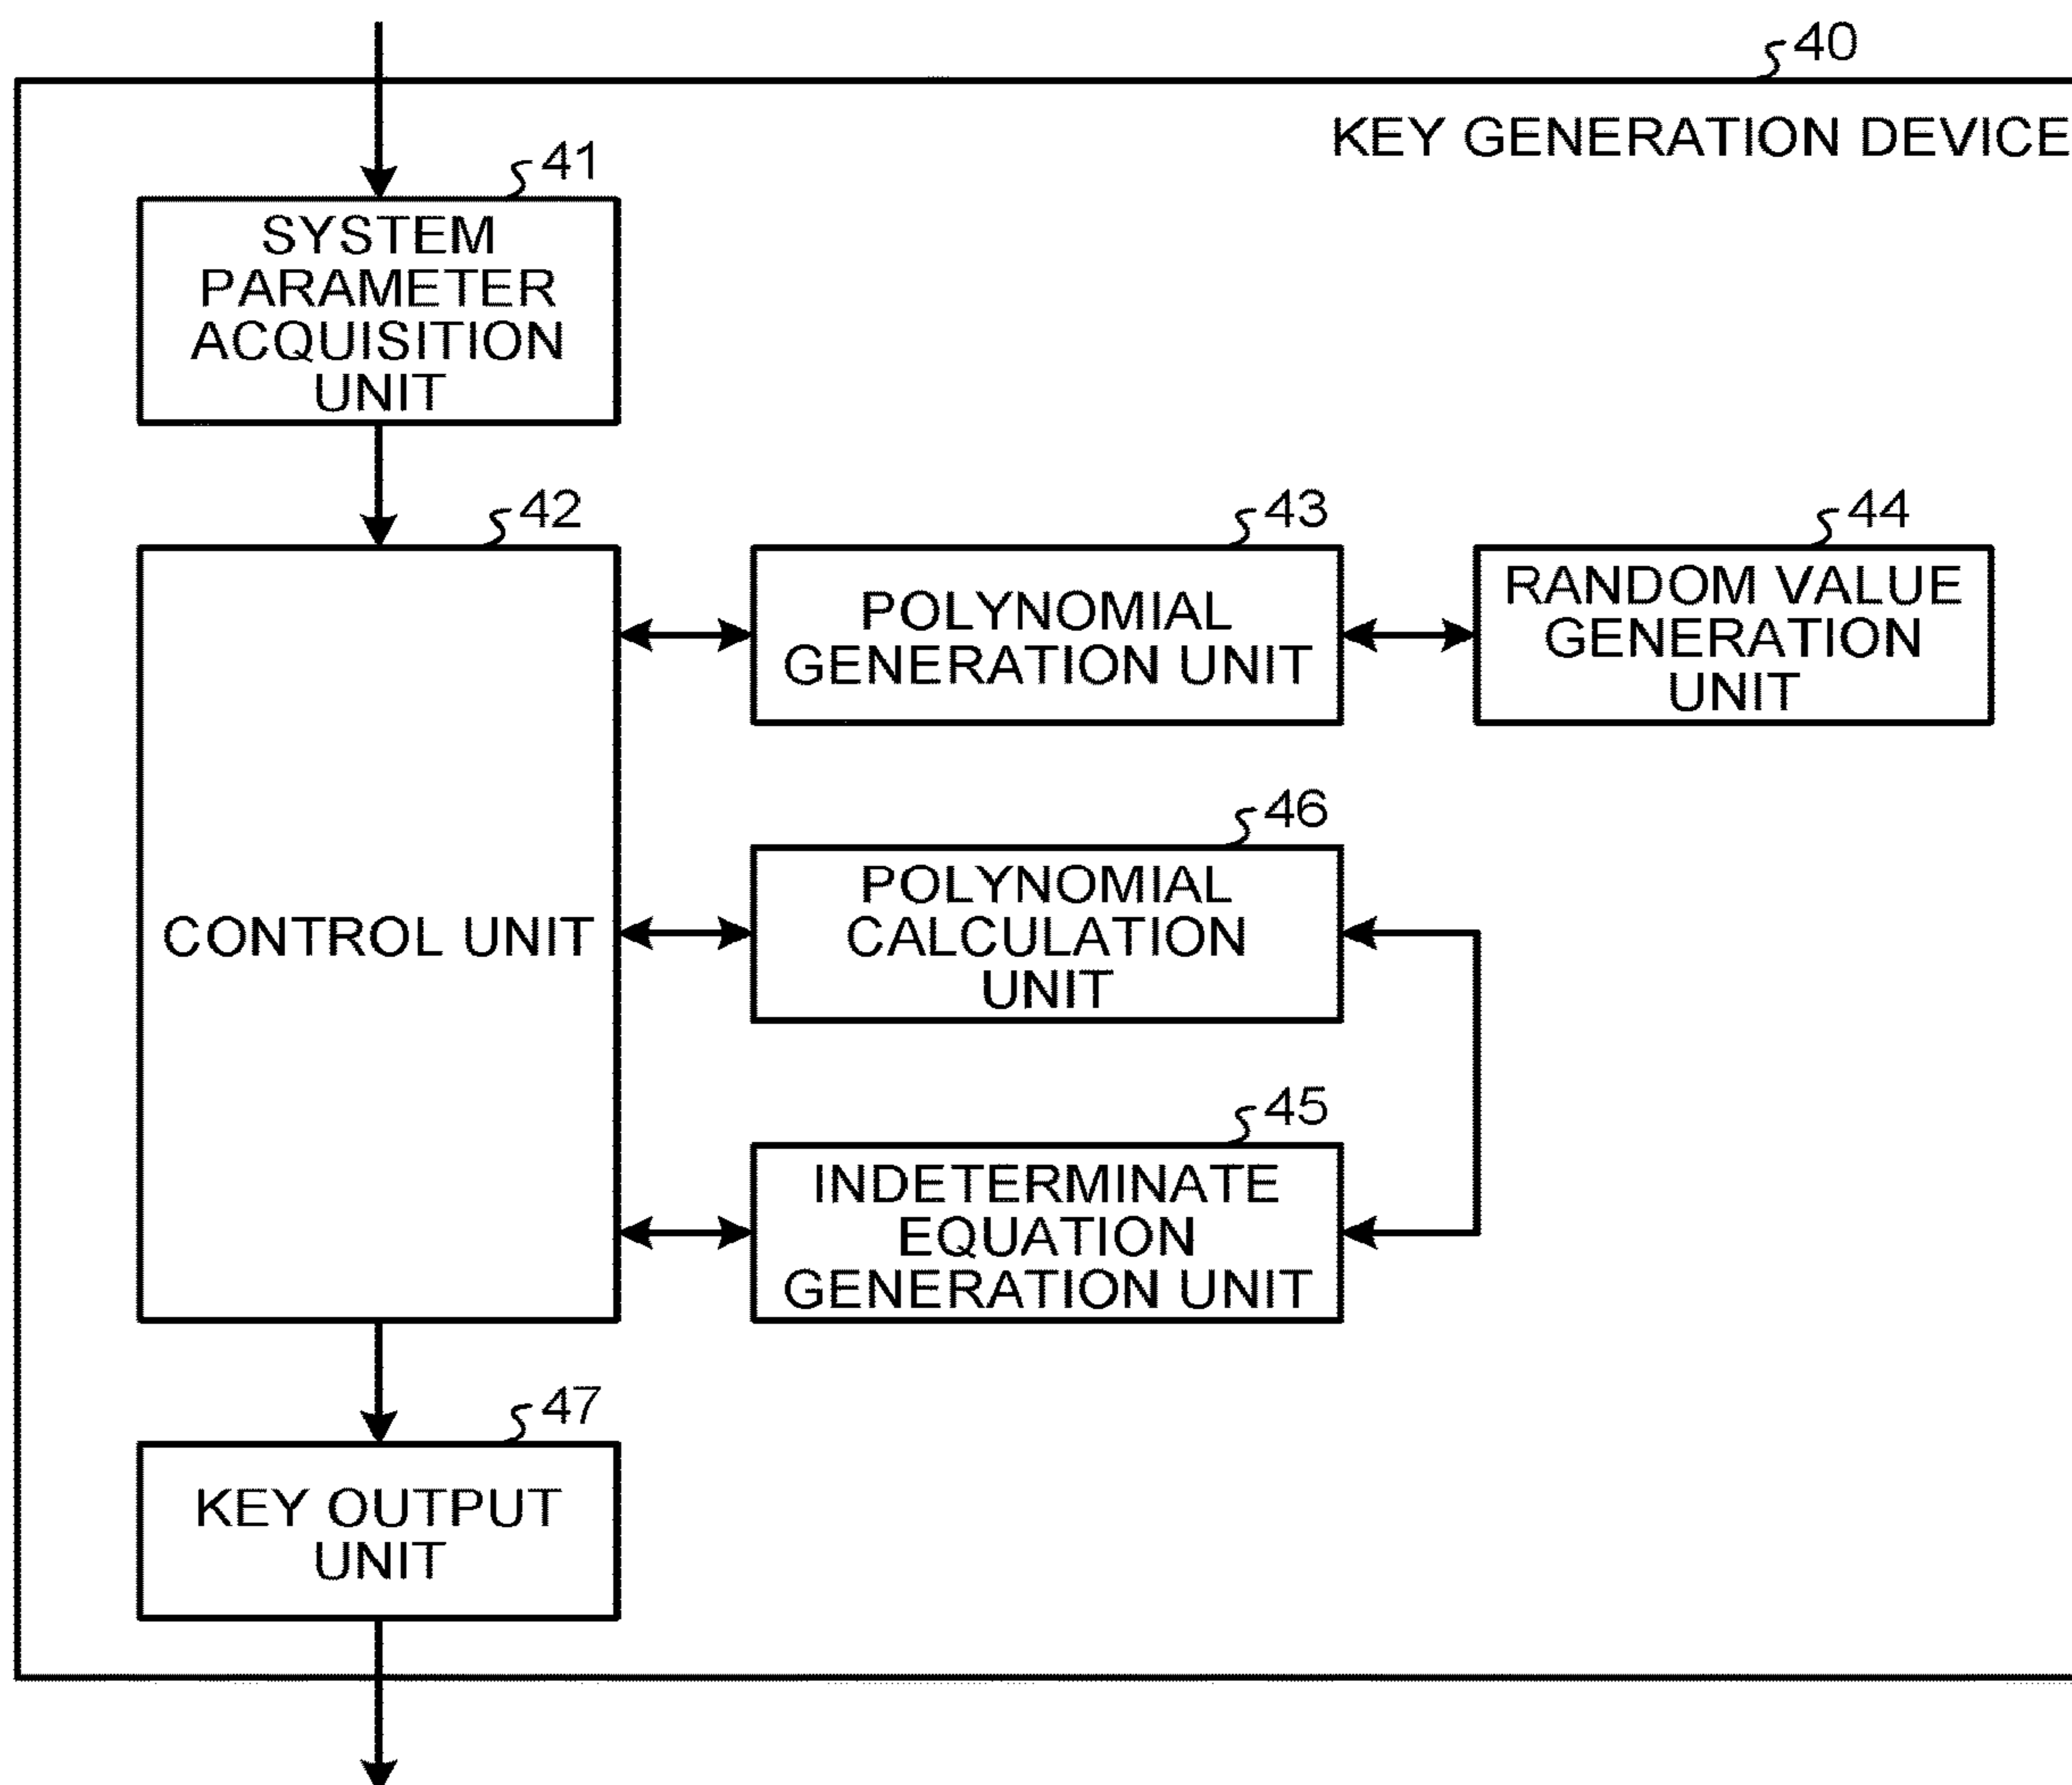 40
KEY GENERATION DEVICE
41
SYSTEM
PARAMETER
ACQUISITION
UNIT
42
CONTROL UNIT
43
POLYNOMIAL
GENERATION UNIT
44
RANDOM VALUE
GENERATION
UNIT
46
POLYNOMIAL
CALCULATION
UNIT
45
INDETERMINATE
EQUATION
GENERATION UNIT
47
KEY OUTPUT
UNIT